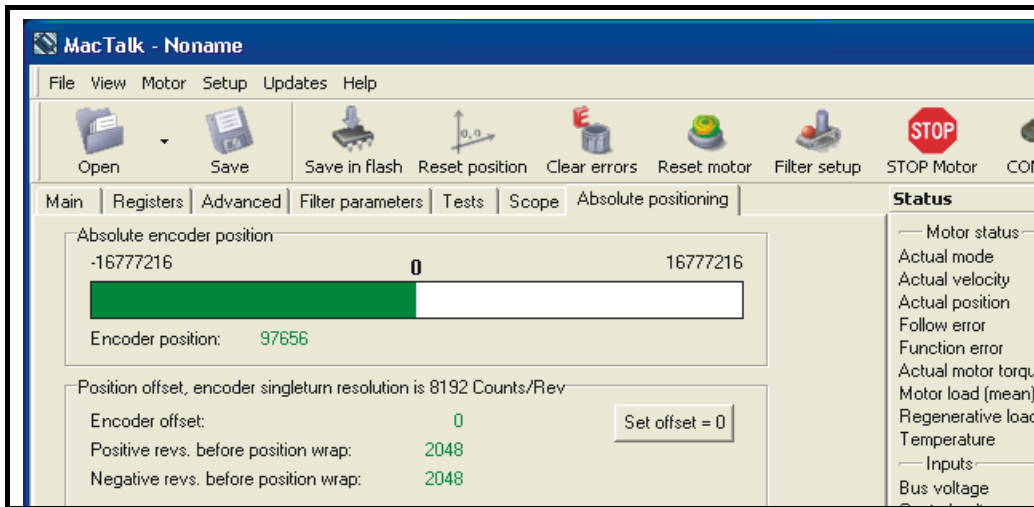 MacTalk - Noname
File View Motor Setup Updates Help
Open Save Save in flash Reset position Clear errors Reset motor Filter setup STOP STOP Motor
Main Registers Advanced Filter parameters Tests Scope Absolute positioning
Status
Absolute encoder position
-16777216 0 16777216
Encoder position: 97656
Position offset, encoder singleturn resolution is 8192 Counts/Rev
Encoder offset: 0 Set offset = 0
Positive revs. before position wrap: 2048
Negative revs. before position wrap: 2048
Motor status
Actual mode
Actual velocity
Actual position
Follow error
Function error
Actual motor
Motor load (mean)
Regenerative
Temperature
Inputs
Bus voltage